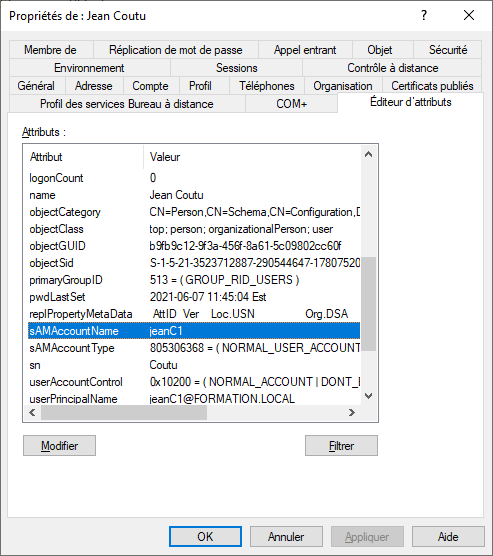 Propriétés de : Jean Coutu ? ×
Membre de Réplication de mot de passe Appel entrant Objet Sécurité
Environnement Sessions Contrôle à distance
Général Adresse Compte Profil Téléphones Organisation Certificats publiés
Profil des services Bureau à distance COM+ Éditeur d'attributs
Attributs :
Attribut Valeur
logonCount 0
name Jean Coutu
objectCategory CN=Person,CN=Schema,CN=Configuration,D
objectClass top; person; organizationalPerson; user
objectGUID b9fb9c12-9f3a-456f-8a61-5c09802cc60f
objectSid S-1-5-21-3523712887-290544647-17807520
primaryGroupID 513 = ( GROUP_RID_USERS )
pwdLastSet 2021-06-07 11:45:04 Est
replPropertyMetaData AttID Ver Loc.USN Org.DSA
sAMAccountName jeanC1
sAMAccountType 805306368 = ( NORMAL_USER_ACCOUNT
sn Coutu
userAccountControl 0x10200 = ( NORMAL_ACCOUNT | DONT_E
userPrincipalName jeanC1@FORMATION.LOCAL
Modifier Filtrer
OK Annuler Appliquer Aide